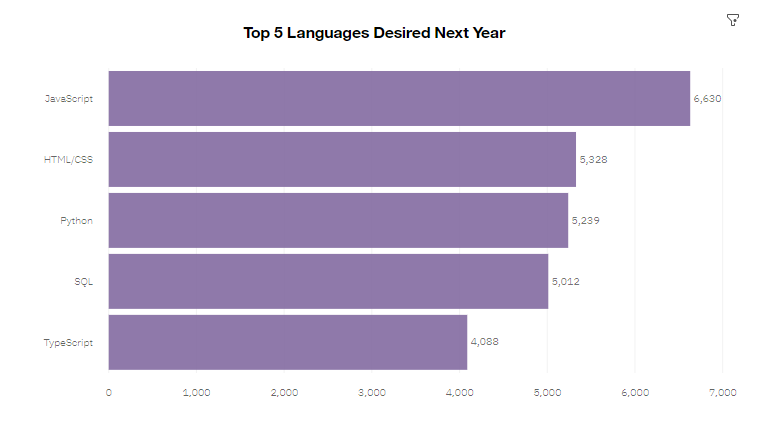 Top 5 Languages Desired Next Year
JavaScript 6,630
HTML/CSS 5,328
Python 5,239
SQL 5,012
TypeScript 4,088
0 1,000 2,000 3,000 4,000 5,000 6,000 7,000